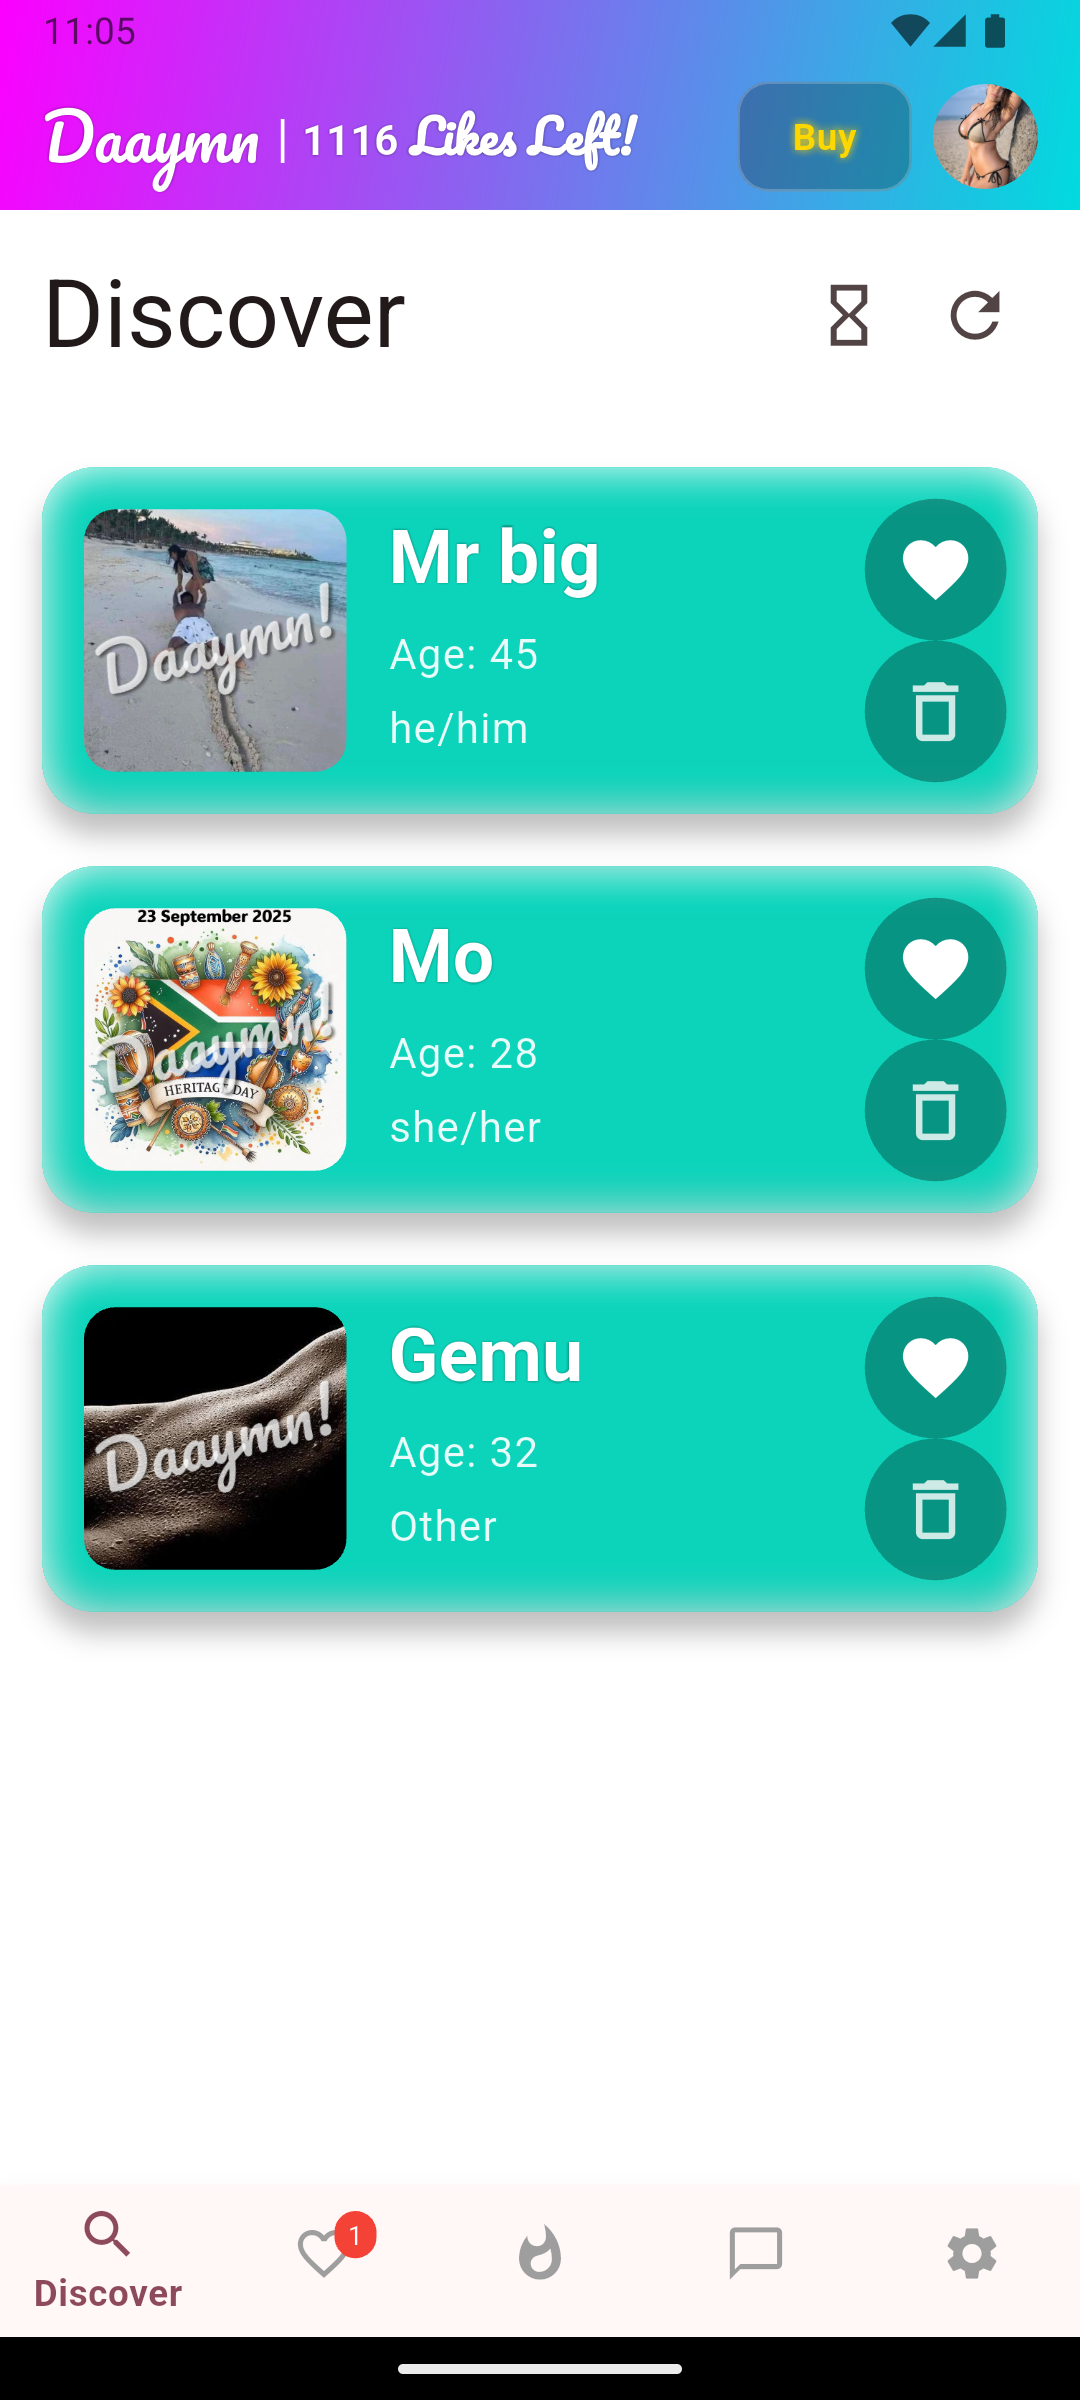 11:05
Daaymn | 1116 Likes Left!
Buy
Discover
Daaymn!
Mr big
Age: 45
he/him
23 September 2025
Daaymn!
HERITAGE DAY
Mo
Age: 28
she/her
Daaymn!
Gemu
Age: 32
Other
1
Discover